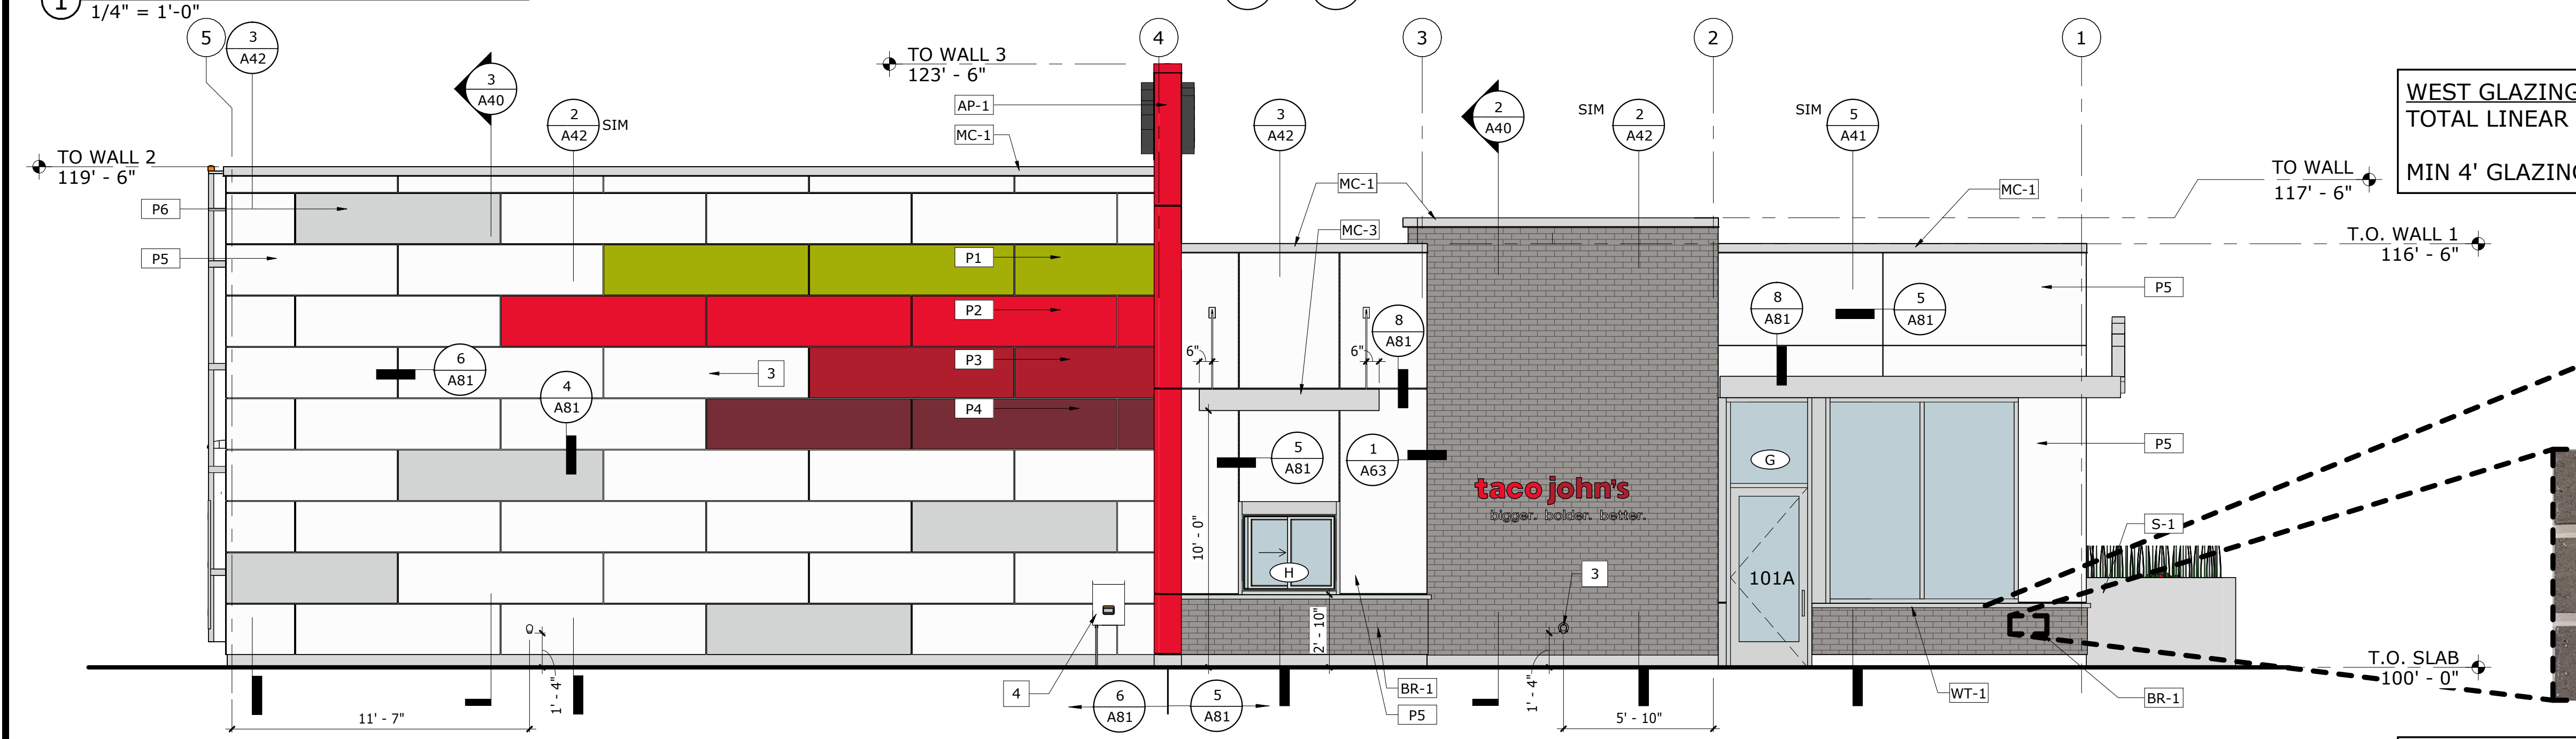 1
1/4" = 1'-0"
5
3
A42
4
3
2
1
TO WALL 3
123' - 6"
3
A40
AP-1
2
A42
SIM
MC-1
3
A42
2
A40
SIM
2
A42
SIM
5
A41
WEST GLAZING
TOTAL LINEAR
MIN 4' GLAZING
TO WALL 2
119' - 6"
TO WALL
117' - 6"
MC-1
MC-1
P6
MC-3
T.O. WALL 1
116' - 6"
P5
P1
P5
P2
8
A81
5
A81
8
A81
6"
6"
P3
6
A81
3
4
A81
P4
P5
5
A81
1
A63
G
taco john's
bigger. bolder. better.
S-1
10' - 0"
H
3
101A
2' - 10"
T.O. SLAB
100' - 0"
1' - 4"
4
BR-1
1' - 4"
WT-1
BR-1
6
A81
5
A81
P5
11' - 7"
5' - 10"